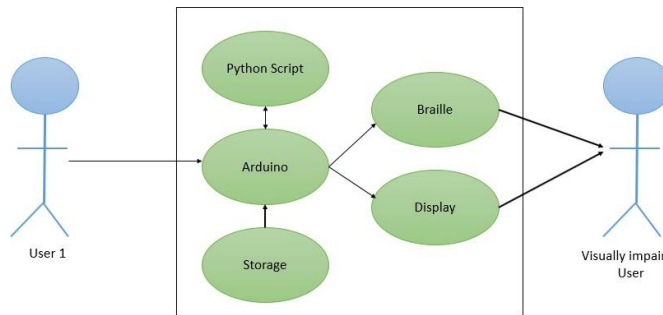 Python Script
Braille
Arduino
Display
Storage
User 1
Visually impai
User